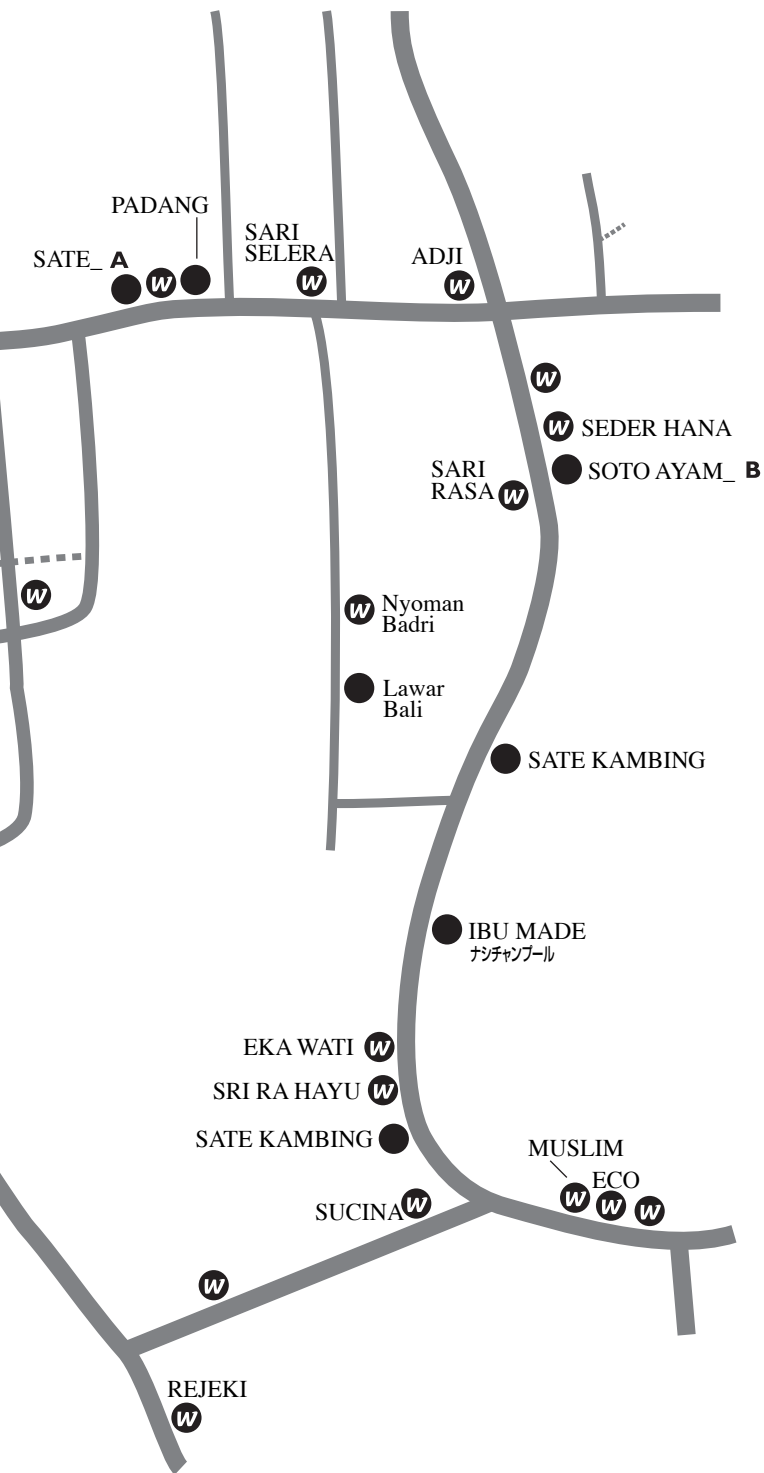 PADANG
SARI
SELERA
SATE_ A
ADJI
W
W
W
W
W
W SEDER HANA
SARI
RASA W
SOTO AYAM_ B
W
W Nyoman
Badri
Lawar
Bali
SATE KAMBING
IBU MADE
ナシチャンプール
EKA WATI W
SRI RA HAYU W
SATE KAMBING
MUSLIM
ECO
W W W
SUCINA W
W
REJEKI
W